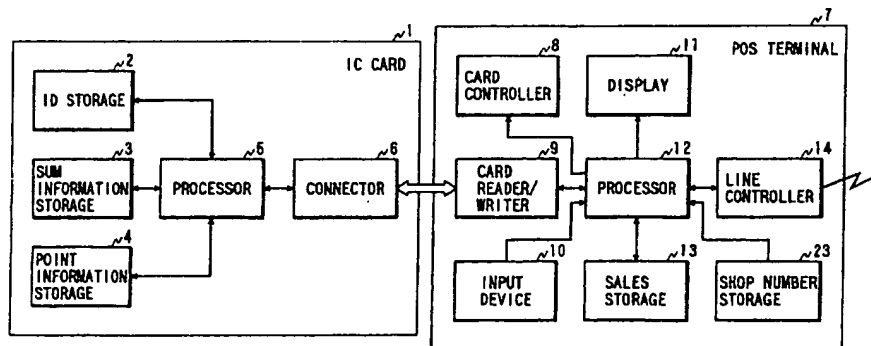 1
IC CARD
2
ID STORAGE
3
SUM
INFORMATION
STORAGE
4
POINT
INFORMATION
STORAGE
5
PROCESSOR
6
CONNECTOR
7
POS TERMINAL
8
CARD
CONTROLLER
11
DISPLAY
9
CARD
READER/
WRITER
12
PROCESSOR
14
LINE
CONTROLLER
10
INPUT
DEVICE
13
SALES
STORAGE
23
SHOP NUMBER
STORAGE